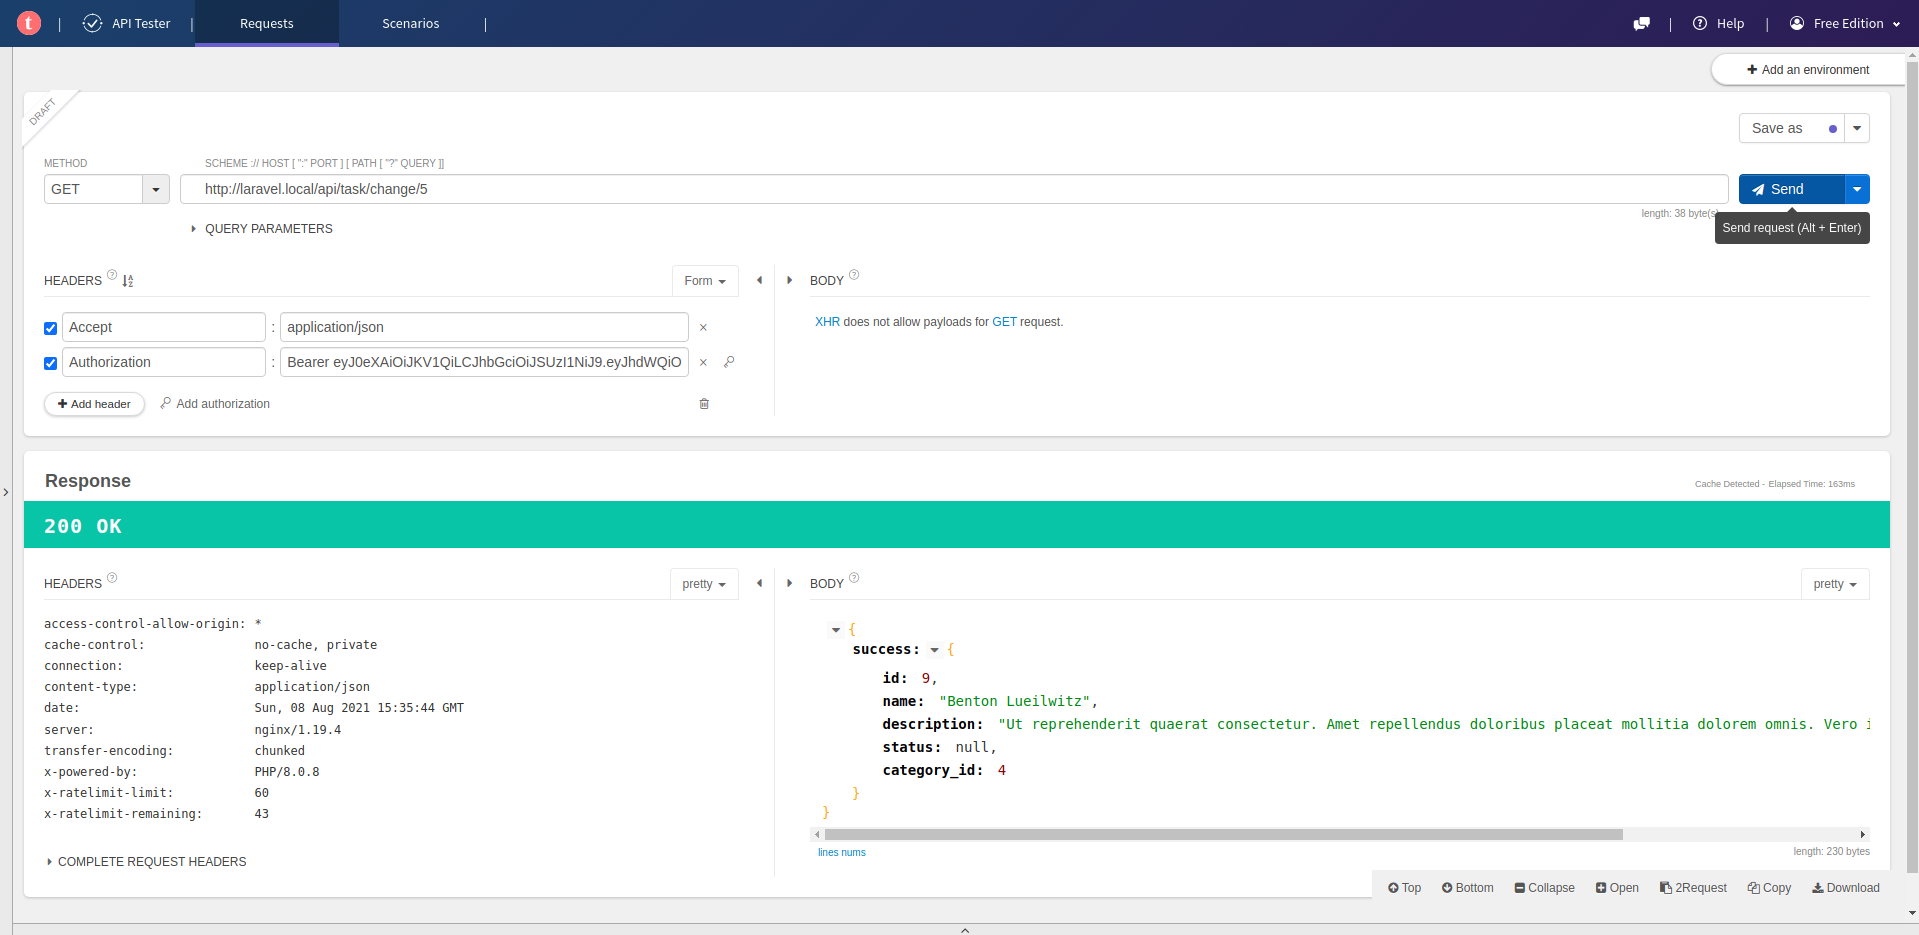 t | API Tester | Requests Scenarios | | Help | Free Edition
Add an environment
DRAFT
Save as
METHOD SCHEME :// HOST [ ":" PORT ] [ PATH [ "?" QUERY ]]
GET http://laravel.local/api/task/change/5 Send
length: 38 byte(s)
QUERY PARAMETERS Send request (Alt + Enter)
HEADERS ? Form BODY ?
Accept : application/json × XHR does not allow payloads for GET request.
Authorization : Bearer eyJ0eXAiOiJKV1QiLCJhbGciOiJSUzI1NiJ9.eyJhdWQiO ×
Add header Add authorization
Response Cache Detected - Elapsed Time: 163ms
200 OK
HEADERS ? pretty BODY ? pretty
access-control-allow-origin: *
cache-control: no-cache, private
connection: keep-alive
content-type: application/json
date: Sun, 08 Aug 2021 15:35:44 GMT
server: nginx/1.19.4
transfer-encoding: chunked
x-powered-by: PHP/8.0.8
x-ratelimit-limit: 60
x-ratelimit-remaining: 43
COMPLETE REQUEST HEADERS
{
success: {
id: 9,
name: "Benton Lueilwitz",
description: "Ut reprehenderit quaerat consectetur. Amet repellendus doloribus placeat mollitia dolorem omnis. Vero i
status: null,
category_id: 4
}
}
lines nums length: 230 bytes
Top Bottom Collapse Open 2Request Copy Download